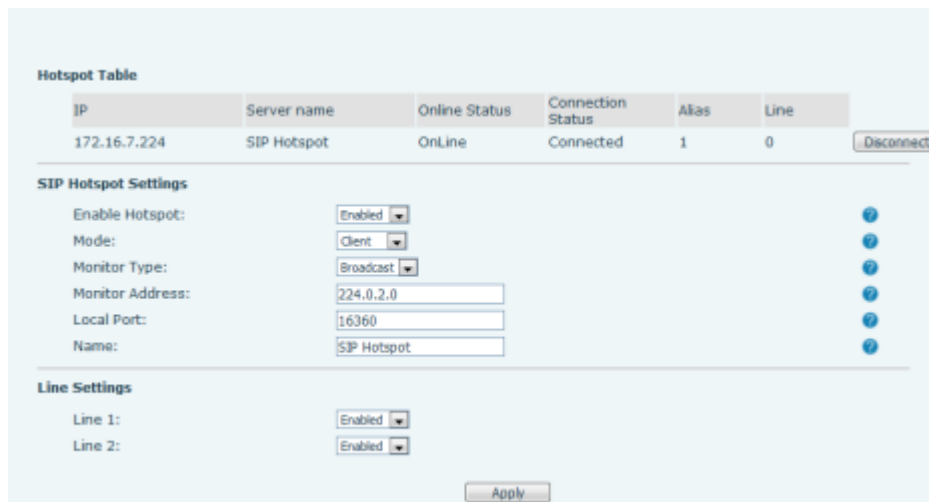 Hotspot Table
IP Server name Online Status Connection Status Alias Line
172.16.7.224 SIP Hotspot OnLine Connected 1 0 Disconnect
SIP Hotspot Settings
Enable Hotspot: Enabled
Mode: Client
Monitor Type: Broadcast
Monitor Address: 224.0.2.0
Local Port: 16360
Name: SIP Hotspot
Line Settings
Line 1: Enabled
Line 2: Enabled
Apply